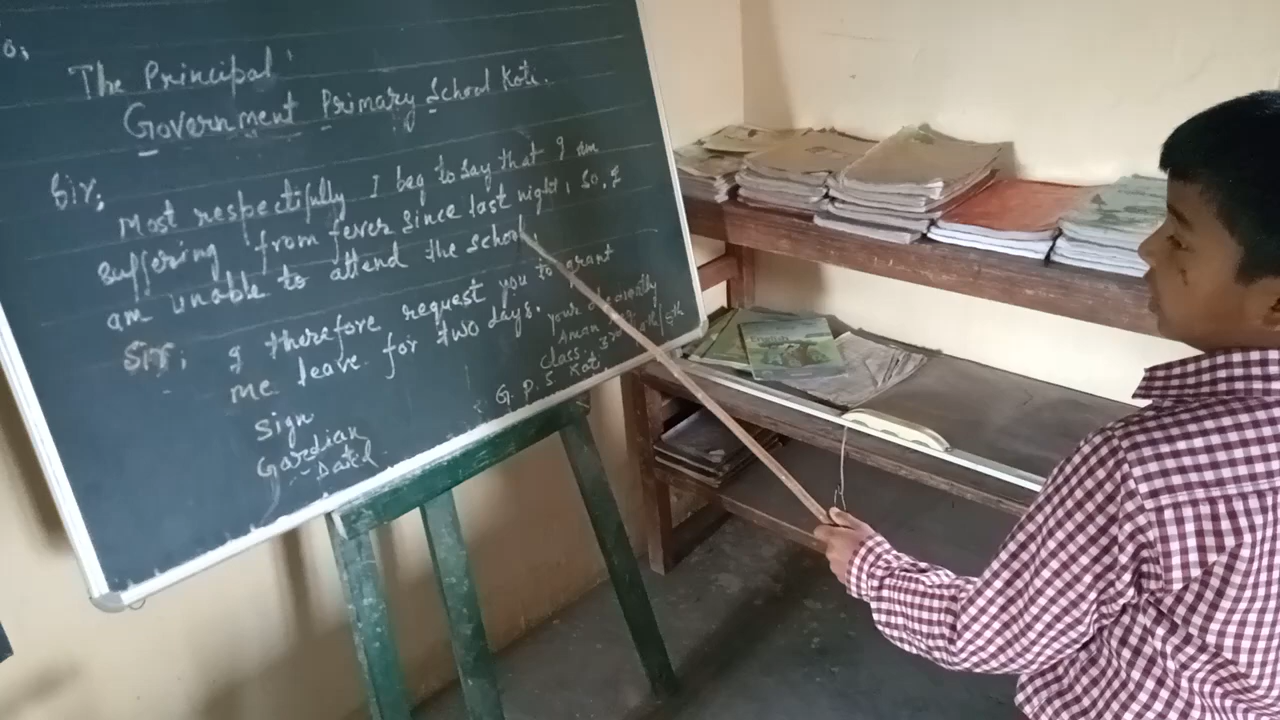 o,
The Principal
Government Primary School Koti.
Sir,
Most respectifully I beg to say that I am
suffering from fever since last night, so, I
am unable to attend the school.
Sir, I therefore request you to grant
me leave for two days.
your
Aman
Class
G. P. S Koti
Sign
Gardian
Dated